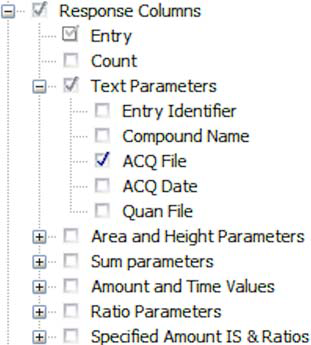 Response Columns
Entry
Count
Text Parameters
Entry Identifier
Compound Name
ACQ File
ACQ Date
Quan File
Area and Height Parameters
Sum parameters
Amount and Time Values
Ratio Parameters
Specified Amount IS & Ratios